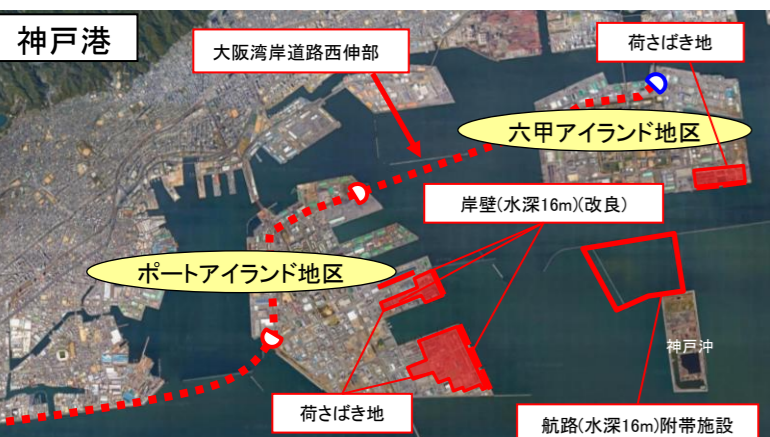 神戸港
大阪湾岸道路西伸部
荷さばき地
六甲アイランド地区
岸壁(水深16m)(改良)
ポートアイランド地区
神戸沖
荷さばき地
航路(水深16m)附帯施設